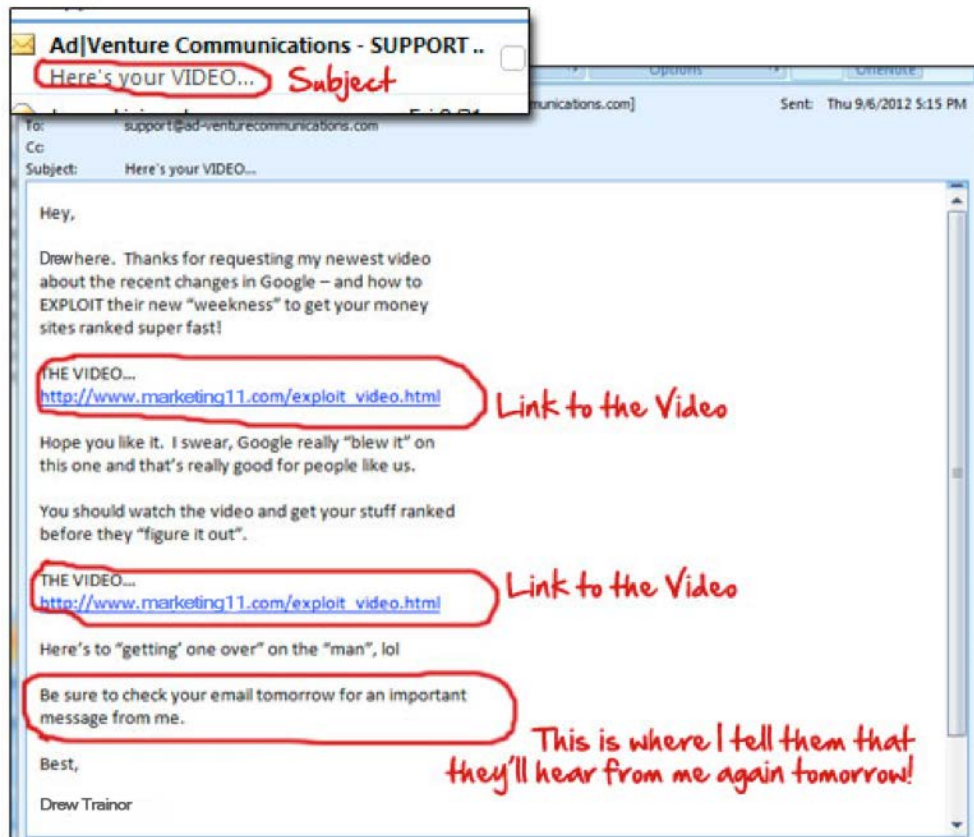 Ad|Venture Communications - SUPPORT ..
Here's your VIDEO... Subject
Options
OneNote
munications.com]
Sent: Thu 9/6/2012 5:15 PM
To: support@ad-venturecommunications.com
Cc:
Subject: Here's your VIDEO...
Hey,
Drew here. Thanks for requesting my newest video
about the recent changes in Google – and how to
EXPLOIT their new "weekness" to get your money
sites ranked super fast!
THE VIDEO...
http://www.marketing11.com/exploit_video.html
Link to the Video
Hope you like it. I swear, Google really "blew it" on
this one and that's really good for people like us.
You should watch the video and get your stuff ranked
before they "figure it out".
THE VIDEO...
http://www.marketing11.com/exploit_video.html
Link to the Video
Here's to "getting' one over" on the "man", lol
Be sure to check your email tomorrow for an important
message from me.
This is where I tell them that
they'll hear from me again tomorrow!
Best,
Drew Trainor